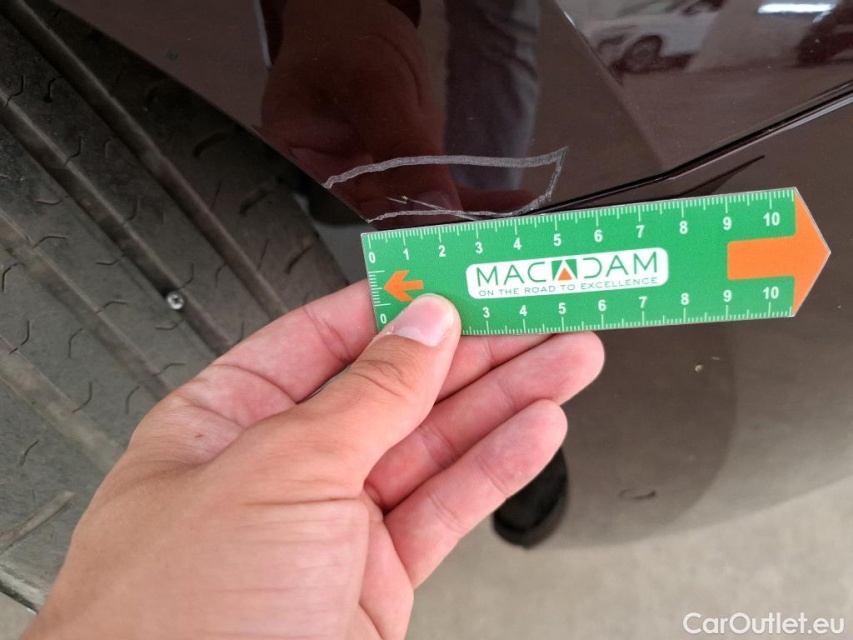 0 1 2 3 4 5 6 7 8 9 10
MACADAM
ON THE ROAD TO EXCELLENCE
0 3 4 5 6 7 8 9 10
CarOutlet.eu